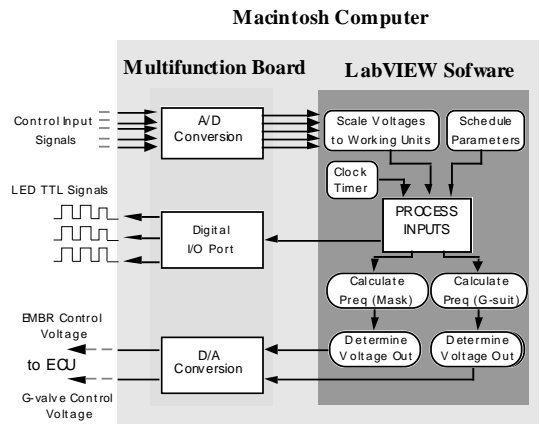 Macintosh Computer
Multifunction Board
LabVIEW Sofware
Control Input
Signals
A/D
Conversion
Scale Voltages
to Working Units
Schedule
Parameters
Clock
Timer
LED TTL Signals
Digital
I/O Port
PROCESS
INPUTS
Calculate
Preq (Mask)
Calculate
Preq (G-suit)
EMBR Control
Voltage
to ECU
G-valve Control
Voltage
D/A
Conversion
Determine
Voltage Out
Determine
Voltage Out